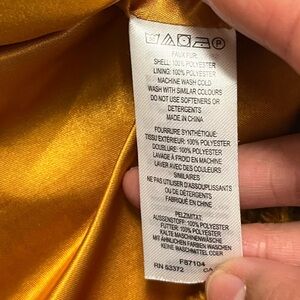 FAUX FUR:
SHELL: 100% POLYESTER
LINING: 100% POLYESTER
MACHINE WASH COLD
WASH WITH SIMILAR COLOURS
DO NOT USE SOFTENERS OR
DETERGENTS
MADE IN CHINA
FOURRURE SYNTHÉTIQUE:
TISSU EXTÉRIEUR: 100% POLYESTER
DOUBLURE: 100% POLYESTER
LAVAGE À FROID EN MACHINE
LAVER AVEC DES COULEURS
SIMILAIRES
NE PAS UTILISER D'ASSOUPLISSANTS
OU DE DÉTERGENTS
FABRIQUÉ EN CHINE
PELZIMITAT:
AUSSENSTOFF: 100% POLYESTER
FUTTER: 100% POLYESTER
KALTE MASCHINENWÄSCHE
MIT ÄHNLICHEN FARBEN WASCHEN
KEINE WASCHMITTEL ODER
F87104
RN 53372 CA